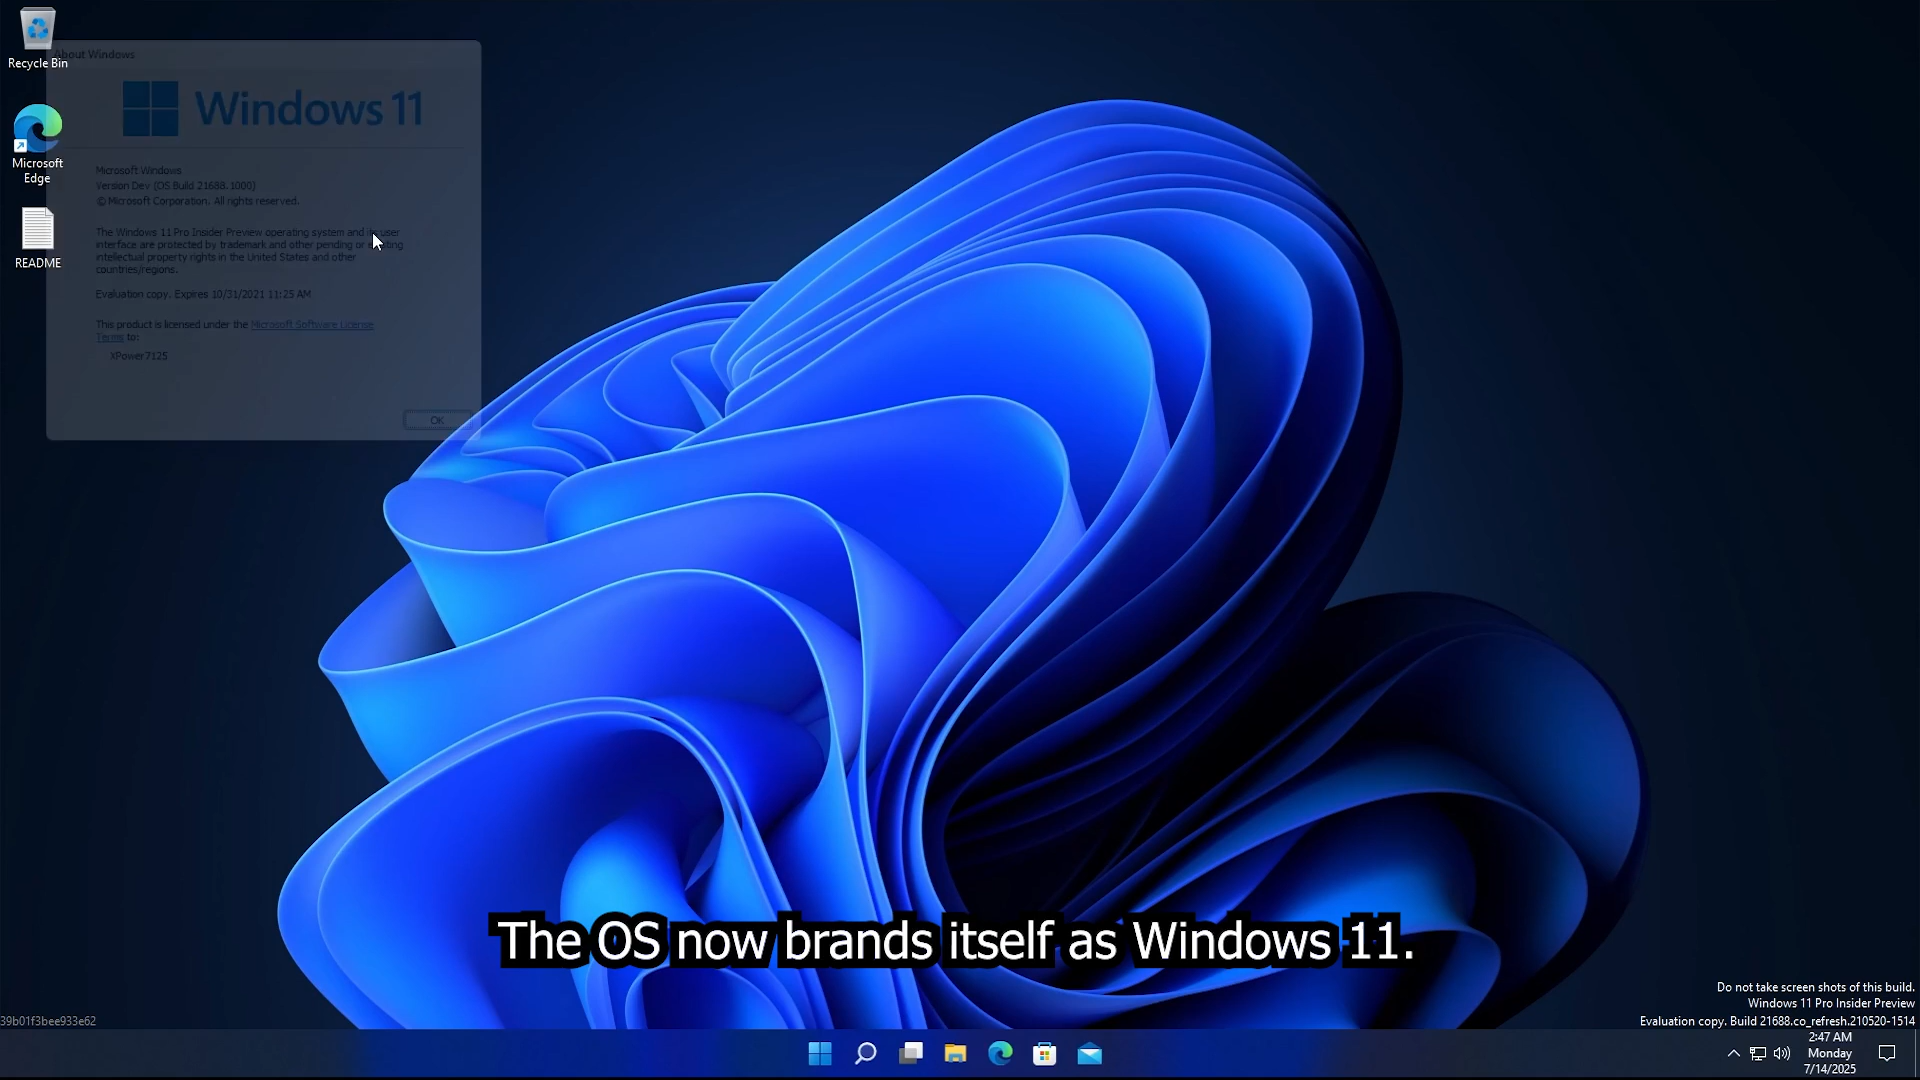 Recycle Bin
Microsoft
Edge
README
About Windows
Windows 11
Microsoft Windows
Version Dev (OS Build 21688.1000)
© Microsoft Corporation. All rights reserved.
The Windows 11 Pro Insider Preview operating system and its user
interface are protected by trademark and other pending or existing
intellectual property rights in the United States and other
countries/regions.
Evaluation copy. Expires 10/31/2021 11:25 AM
This product is licensed under the Microsoft Software License
Terms to:
XPower7125
OK
The OS now brands itself as Windows 11.
Do not take screen shots of this build.
Windows 11 Pro Insider Preview
Evaluation copy. Build 21688.co_refresh.210520-1514
39b01f3bee933e62
2:47 AM
Monday
7/14/2025